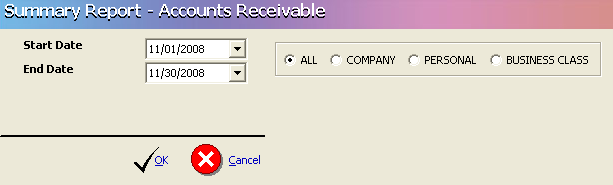 Summary Report - Accounts Receivable
Start Date 11/01/2008
ALL COMPANY PERSONAL BUSINESS CLASS
End Date 11/30/2008
OK Cancel